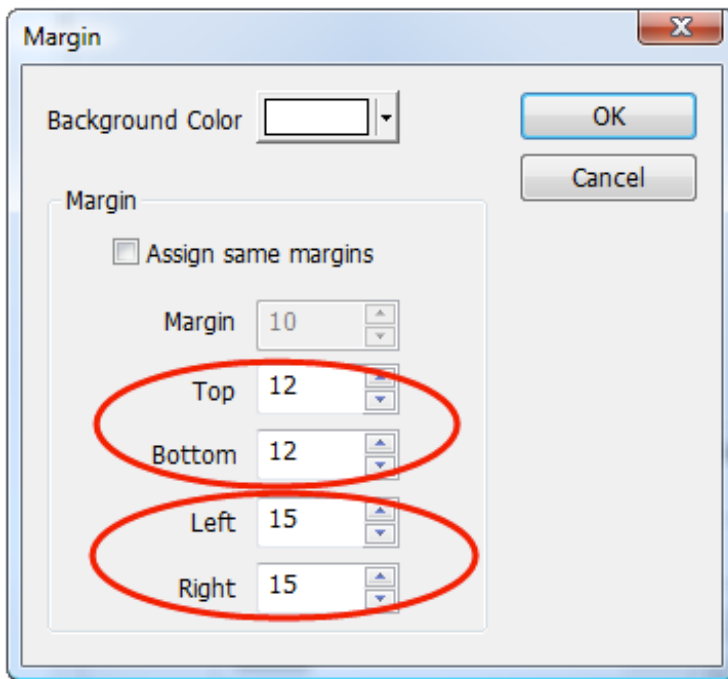 Margin
Background Color
OK
Cancel
Margin
Assign same margins
Margin 10
Top 12
Bottom 12
Left 15
Right 15